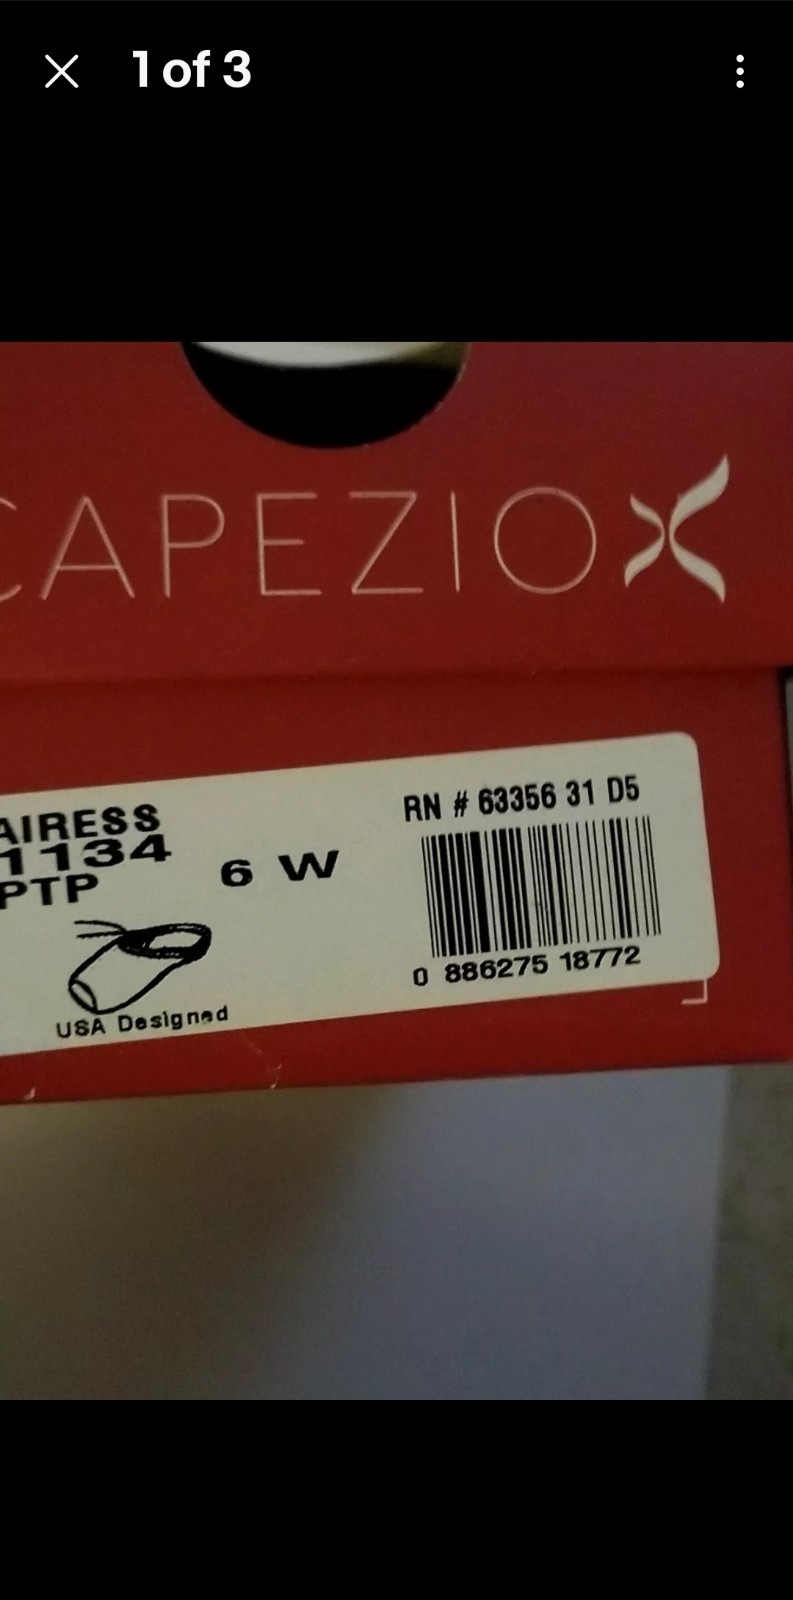 1 of 3
CAPEZIO
AIRESS
1134
PTP
6 W
USA Designed
RN # 63356 31 D5
0 886275 18772